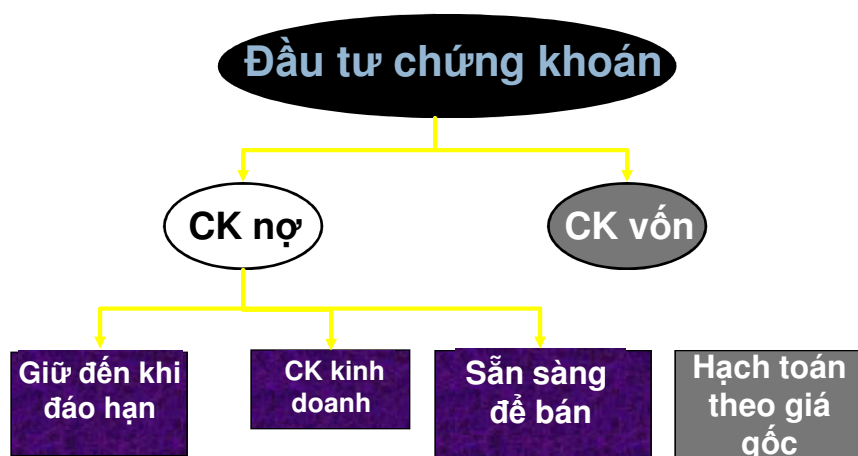 Đầu tư chứng khoán
CK nợ
CK vốn
Giữ đến khi
đáo hạn
CK kinh
doanh
Sẵn sàng
để bán
Hạch toán
theo giá
gốc